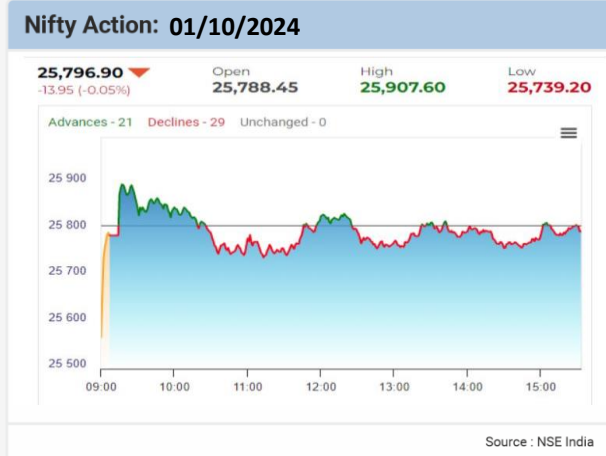 Nifty Action: 01/10/2024
25,796.90
-13.95 (-0.05%)
Open
25,788.45
High
25,907.60
Low
25,739.20
Advances - 21 Declines - 29 Unchanged - 0
25 900
25 800
25 700
25 600
25 500
09:00 10:00 11:00 12:00 13:00 14:00 15:00
Source : NSE India